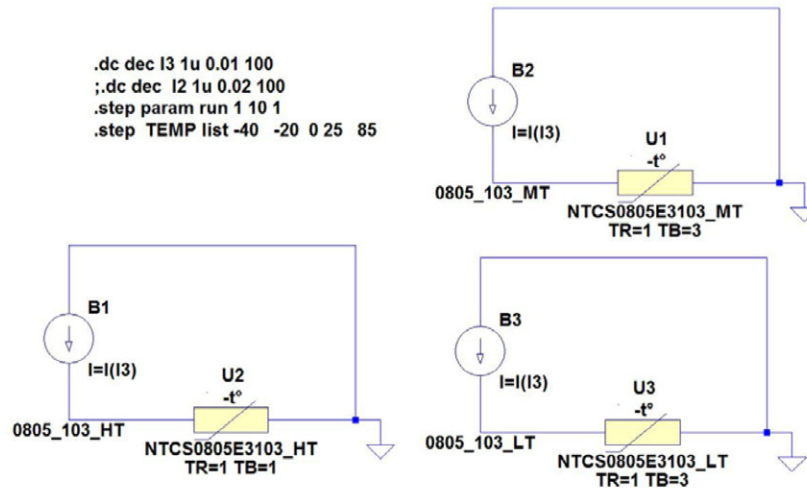 .dc dec I3 1u 0.01 100
;.dc dec I2 1u 0.02 100
.step param run 1 10 1
.step TEMP list -40 -20 0 25 85
B2
I=I(I3)
U1
-t°
0805_103_MT
NTCS0805E3103_MT
TR=1 TB=3
B1
I=I(I3)
U2
-t°
0805_103_HT
NTCS0805E3103_HT
TR=1 TB=1
B3
I=I(I3)
U3
-t°
0805_103_LT
NTCS0805E3103_LT
TR=1 TB=3